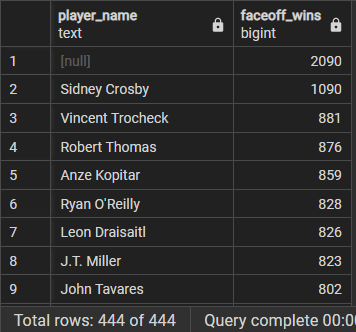 player_name faceoff_wins
text bigint
1 [null] 2090
2 Sidney Crosby 1090
3 Vincent Trocheck 881
4 Robert Thomas 876
5 Anze Kopitar 859
6 Ryan O'Reilly 828
7 Leon Draisaitl 826
8 J.T. Miller 823
9 John Tavares 802
Total rows: 444 of 444 Query complete 00:0